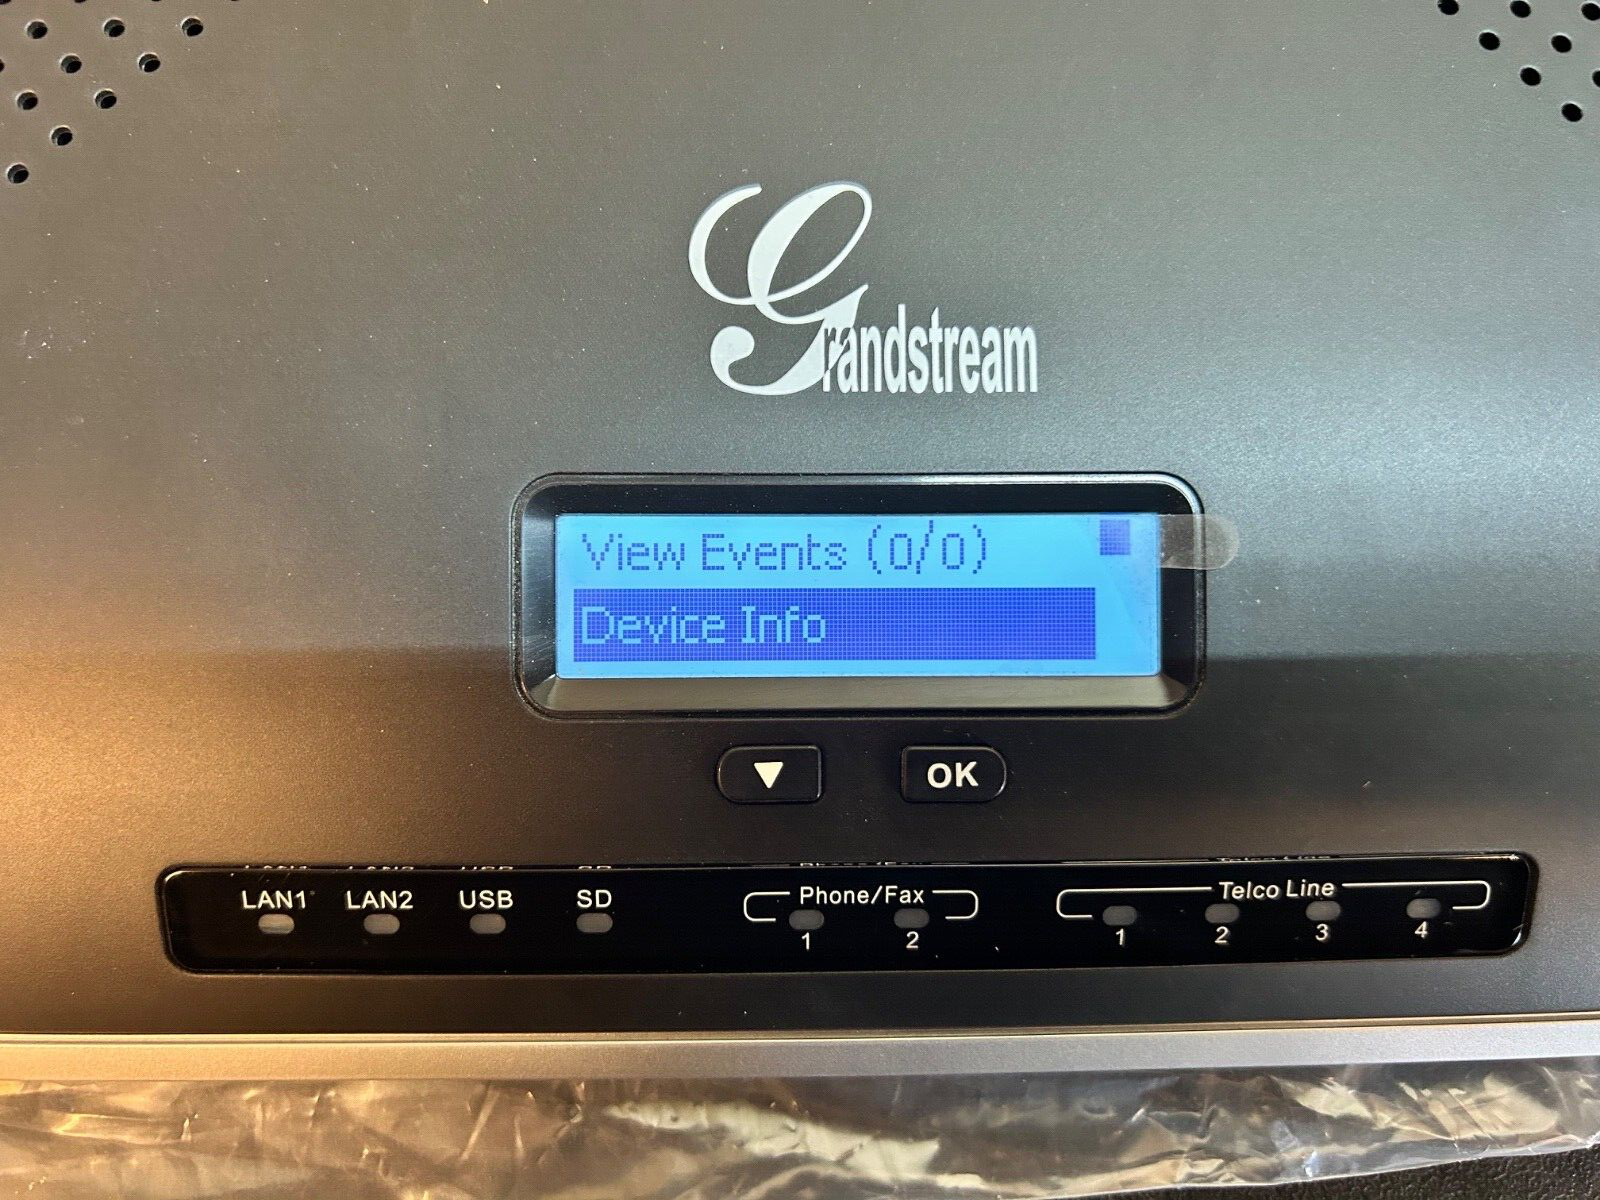 Grandstream
View Events (0/0)
Device Info
OK
LAN1 LAN2 USB SD Phone/Fax Telco Line
1 2 1 2 3 4